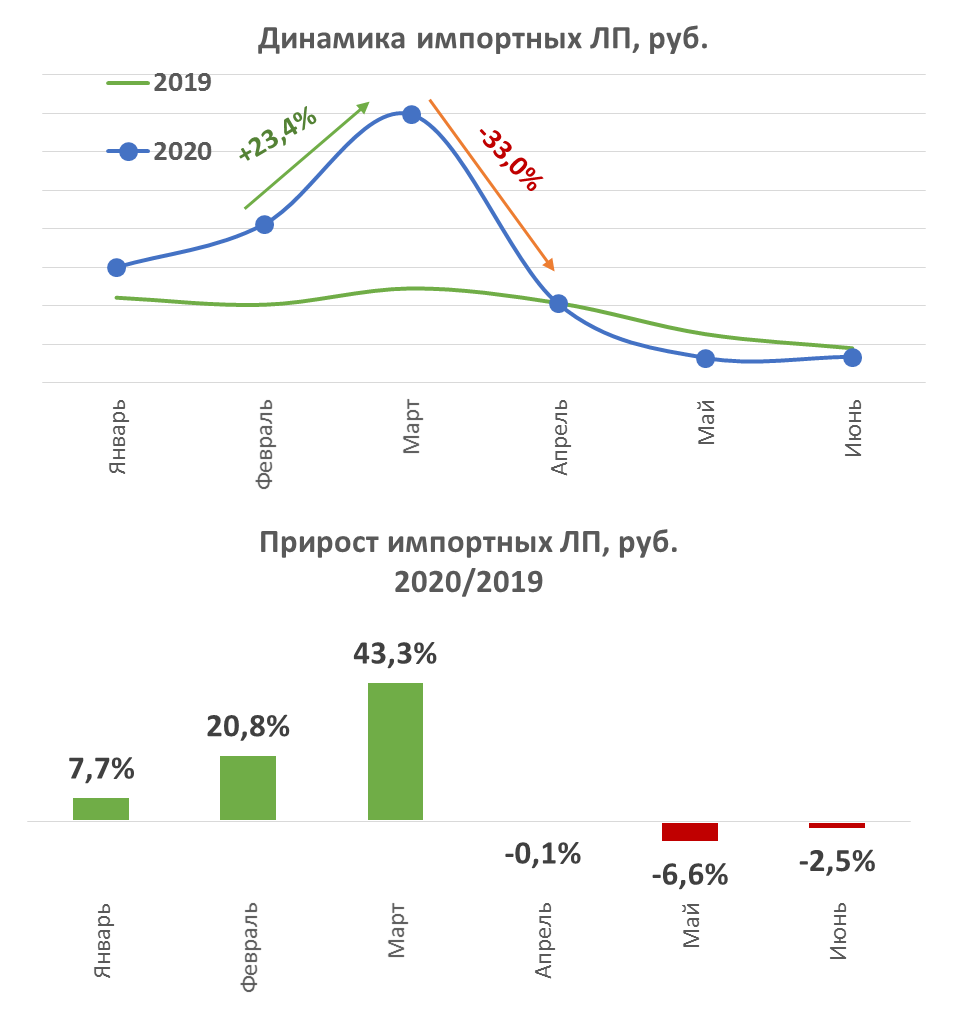 Динамика импортных ЛП, руб.
2019
2020
+23,4%
-33,0%
Январь
Февраль
Март
Апрель
Май
Июнь
Прирост импортных ЛП, руб.
2020/2019
7,7%
20,8%
43,3%
-0,1%
-6,6%
-2,5%
Январь
Февраль
Март
Апрель
Май
Июнь